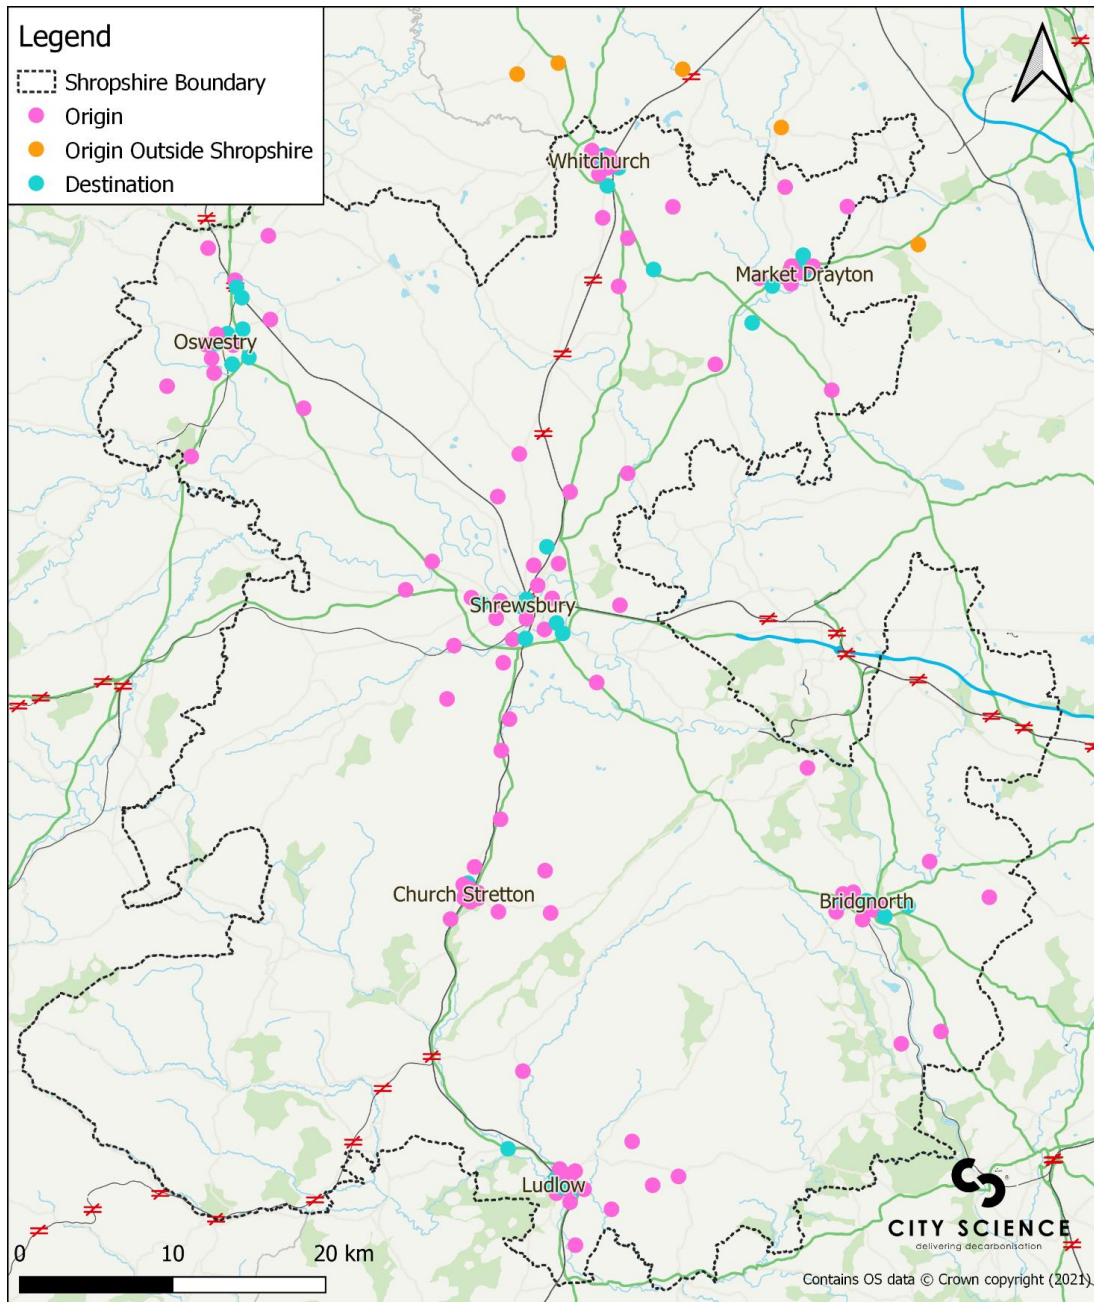 Legend
Shropshire Boundary
Origin
Origin Outside Shropshire
Destination
Whitchurch
Market Drayton
Oswestry
Shrewsbury
Church Stretton
Bridgnorth
Ludlow
CITY SCIENCE
delivering decarbonisation
0 10 20 km
Contains OS data © Crown copyright (2021)